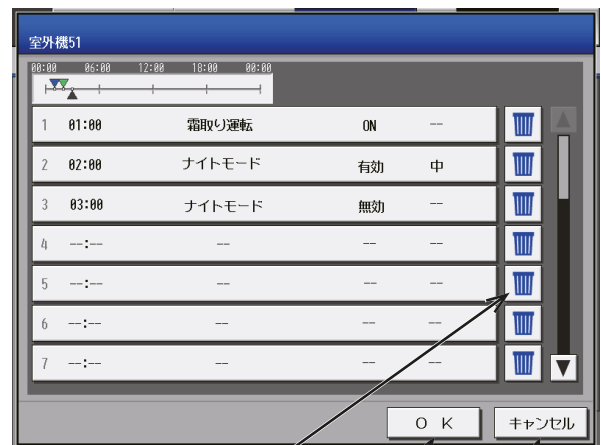 室外機51
00:00 06:00 12:00 18:00 00:00
1 01:00 霜取り運転 ON --
2 02:00 ナイトモード 有効 中
3 03:00 ナイトモード 無効 --
4 --:-- -- -- --
5 --:-- -- -- --
6 --:-- -- -- --
7 --:-- -- -- --
O K キャンセル